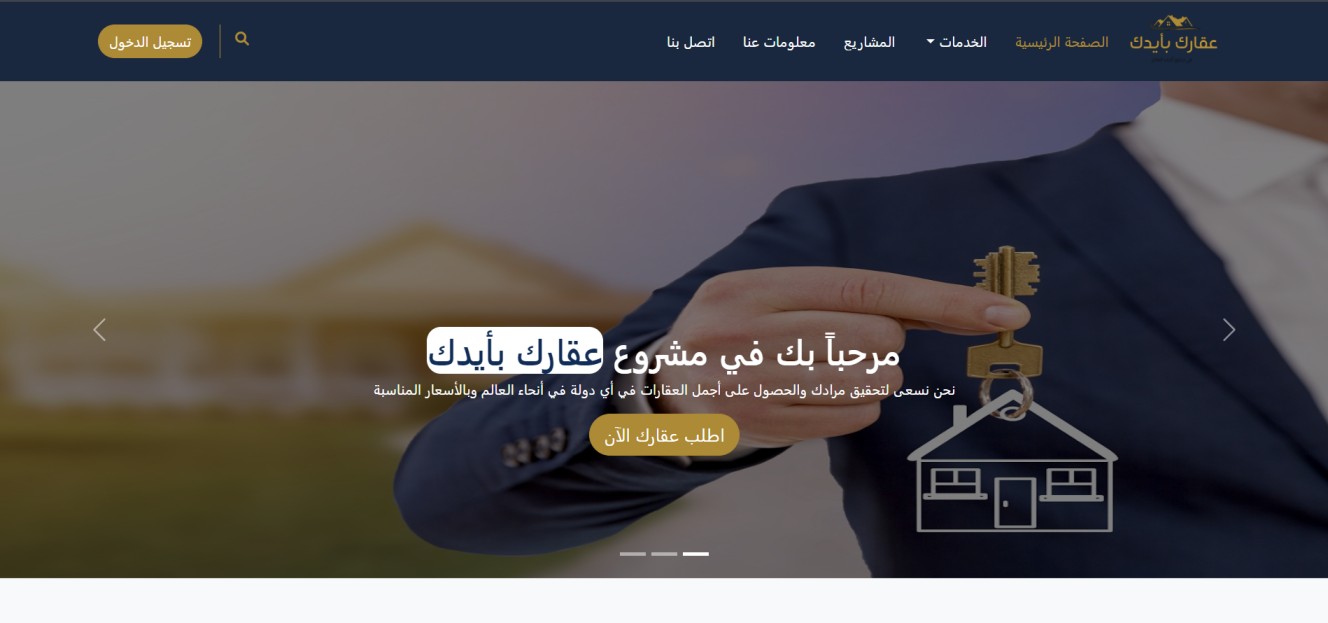 عقارك بأيدك
الصفحة الرئيسية
الخدمات
المشاريع
معلومات عنا
اتصل بنا
تسجيل الدخول
مرحباً بك في مشروع عقارك بأيدك
نحن نسعى لتحقيق مرادك والحصول على أجمل العقارات في أي دولة في أنحاء العالم وبالأسعار المناسبة
اطلب عقارك الآن